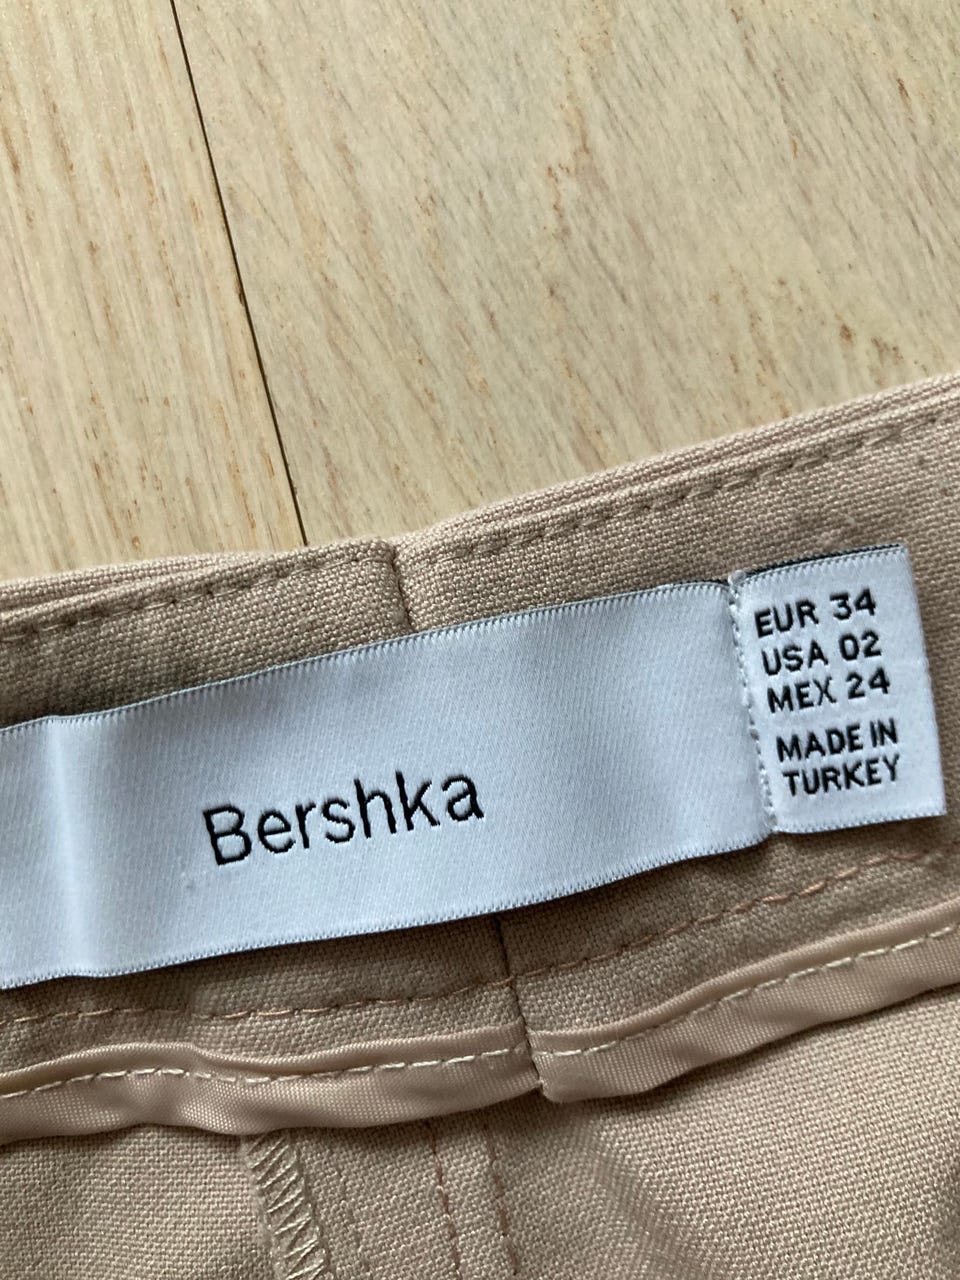 Bershka
EUR 34
USA 02
MEX 24
MADE IN
TURKEY